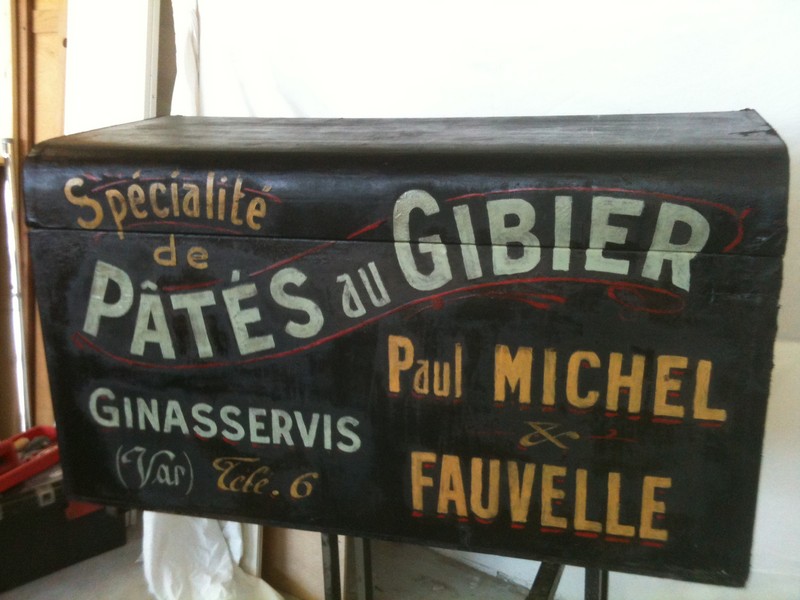 Spécialité
de
PÂTÉS au GIBIER
Paul MICHEL
&
FAUVELLE
GINASSERVIS
(Var) Télé. 6